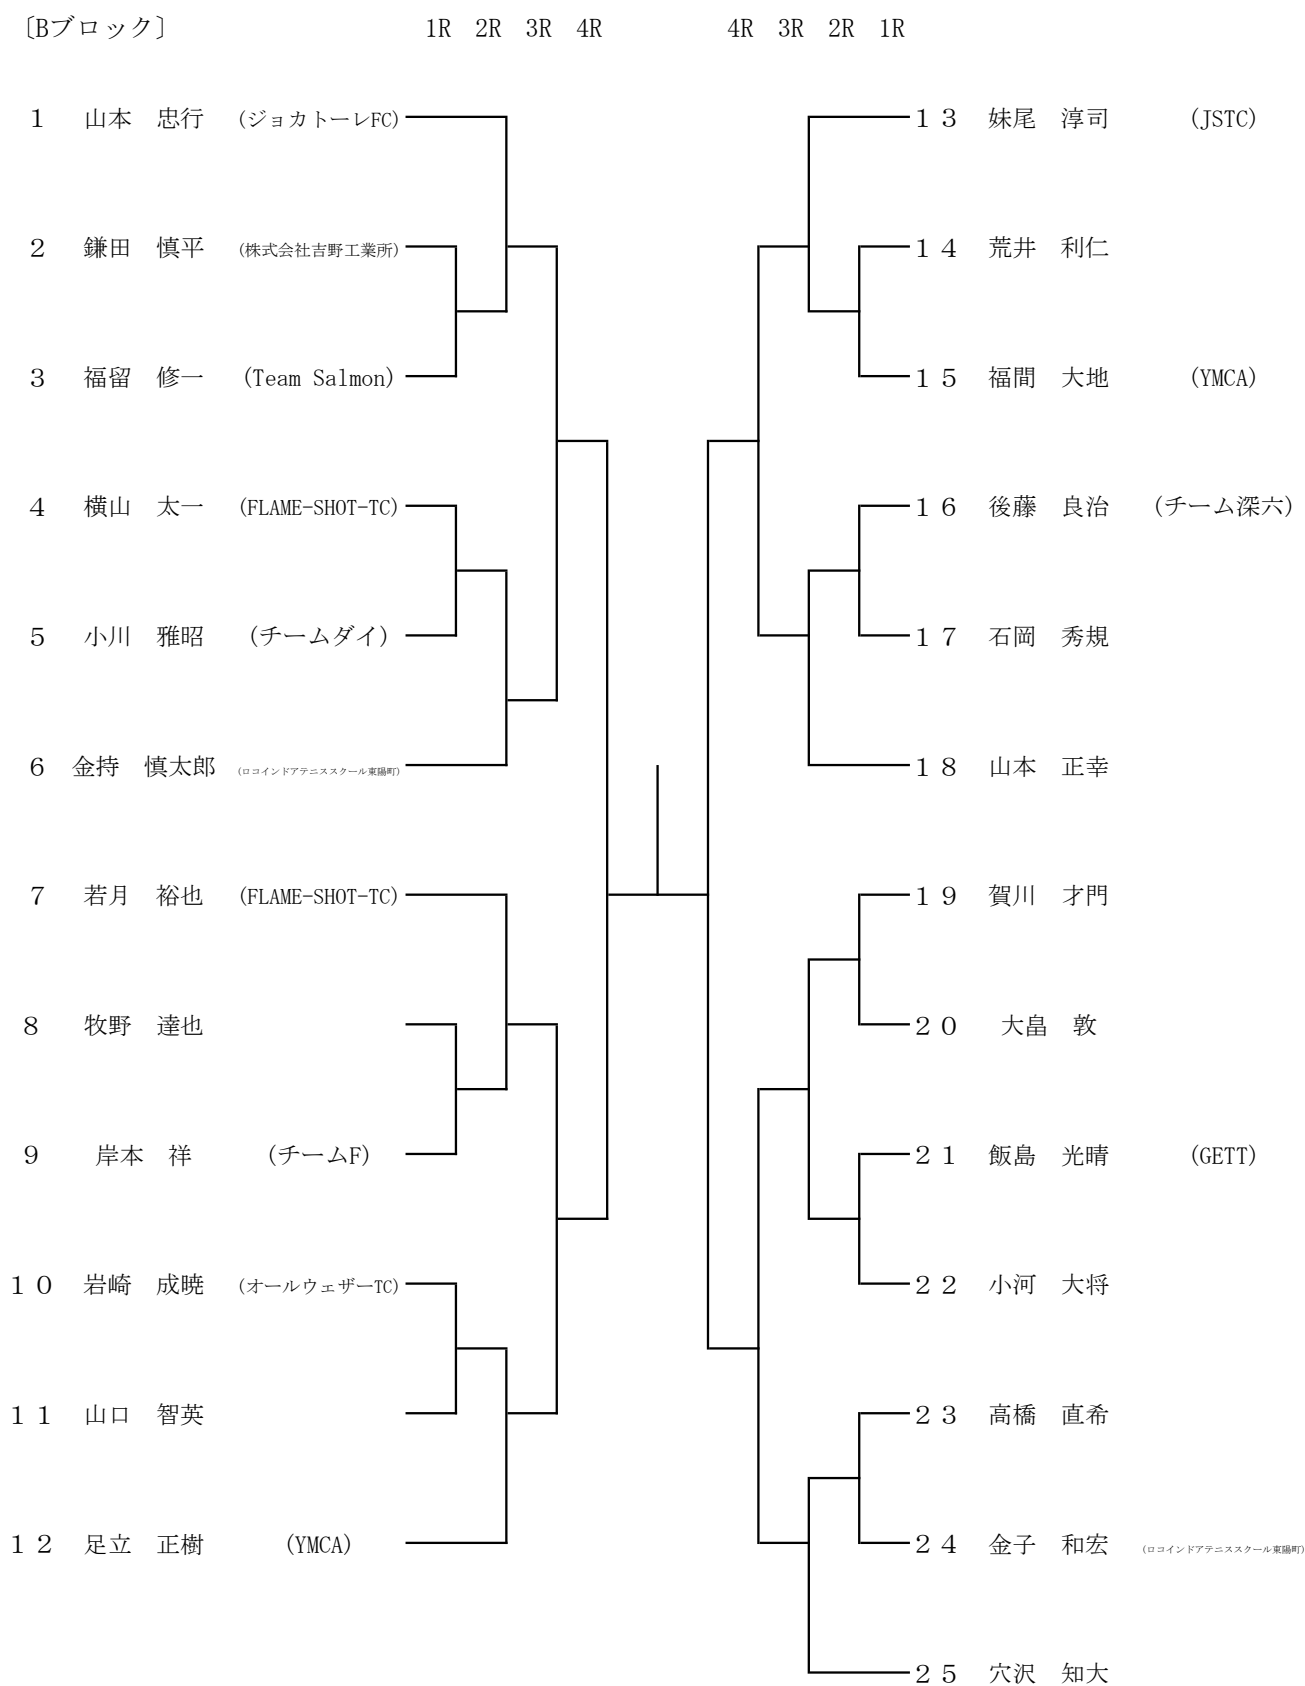 〔Bブロック〕 1R 2R 3R 4R 4R 3R 2R 1R
1 山本 忠行 (ジョカトーレFC)
2 鎌田 慎平 (株式会社吉野工業所)
3 福留 修一 (Team Salmon)
4 横山 太一 (FLAME-SHOT-TC)
5 小川 雅昭 (チームダイ)
6 金持 慎太郎 (ロコインドアテニススクール東陽町)
7 若月 裕也 (FLAME-SHOT-TC)
8 牧野 達也
9 岸本 祥 (チームF)
10 岩崎 成暁 (オールウェザーTC)
11 山口 智英
12 足立 正樹 (YMCA)
13 妹尾 淳司 (JSTC)
14 荒井 利仁
15 福間 大地 (YMCA)
16 後藤 良治 (チーム深六)
17 石岡 秀規
18 山本 正幸
19 賀川 才門
20 大畠 敦
21 飯島 光晴 (GETT)
22 小河 大将
23 高橋 直希
24 金子 和宏 (ロコインドアテニススクール東陽町)
25 穴沢 知大